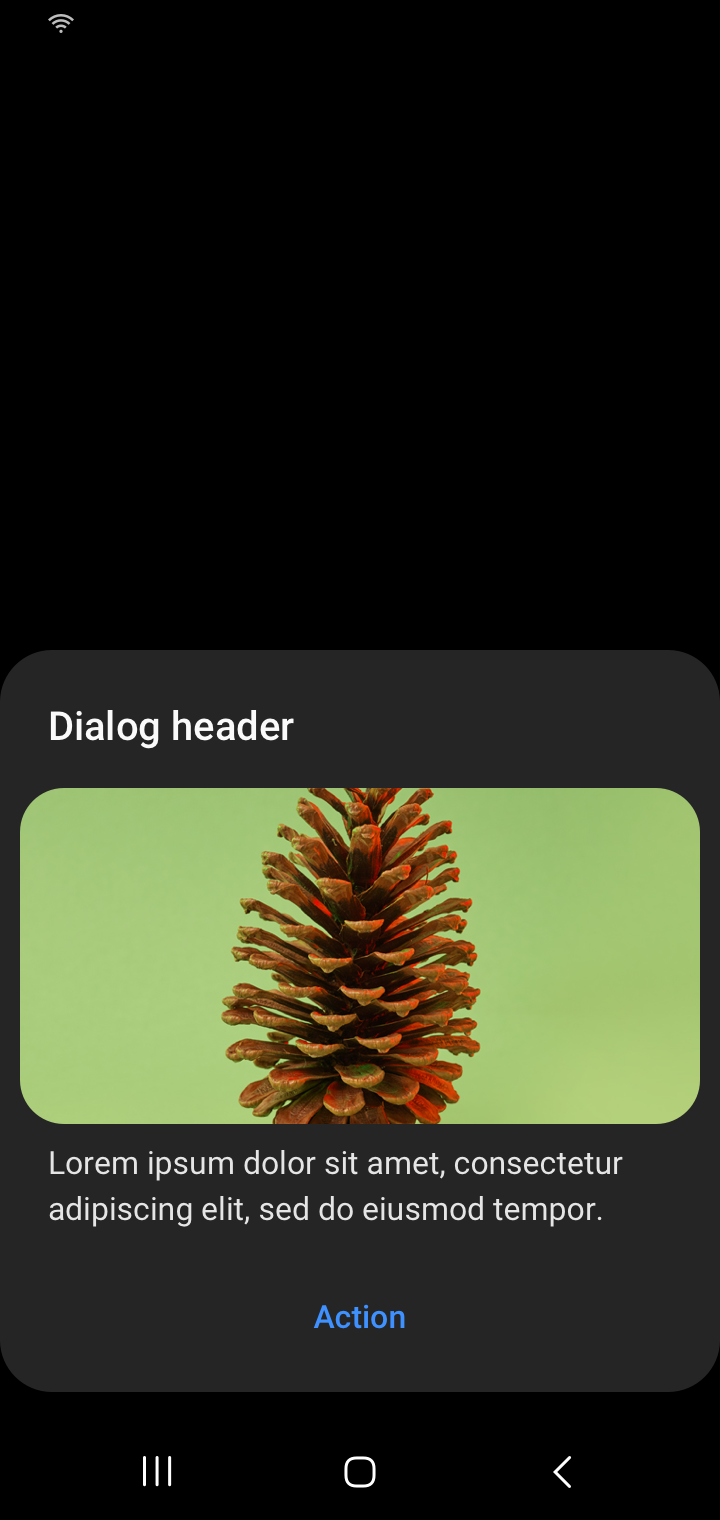 Dialog header
Lorem ipsum dolor sit amet, consectetur
adipiscing elit, sed do eiusmod tempor.
Action